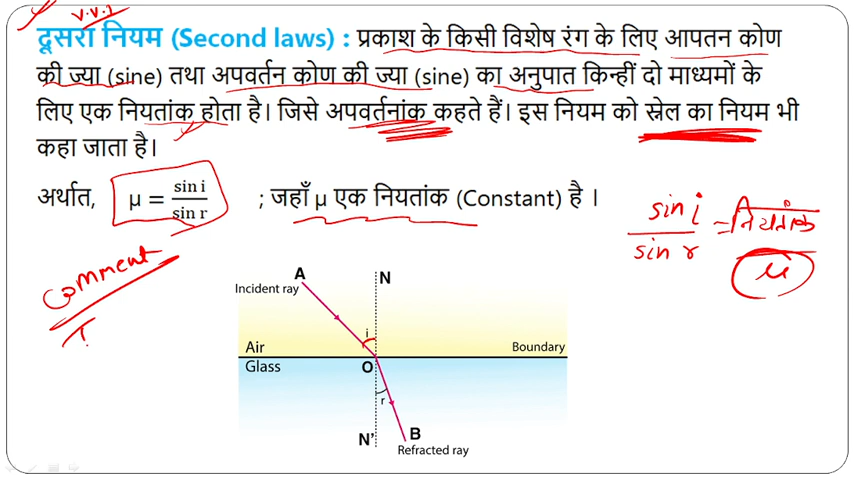 V.V.I
दूसरा नियम (Second laws) : प्रकाश के किसी विशेष रंग के लिए आपतन कोण
की ज्या (sine) तथा अपवर्तन कोण की ज्या (sine) का अनुपात किन्हीं दो माध्यमों के
लिए एक नियतांक होता है। जिसे अपवर्तनांक कहते हैं। इस नियम को स्नेल का नियम भी
कहा जाता है।
अर्थात, μ = sin i / sin r ; जहाँ μ एक नियतांक (Constant) है ।
sin i / sin r = नियतांक
μ
Comment
A
N
Incident ray
i
Air
Boundary
Glass
O
r
N’
B
Refracted ray